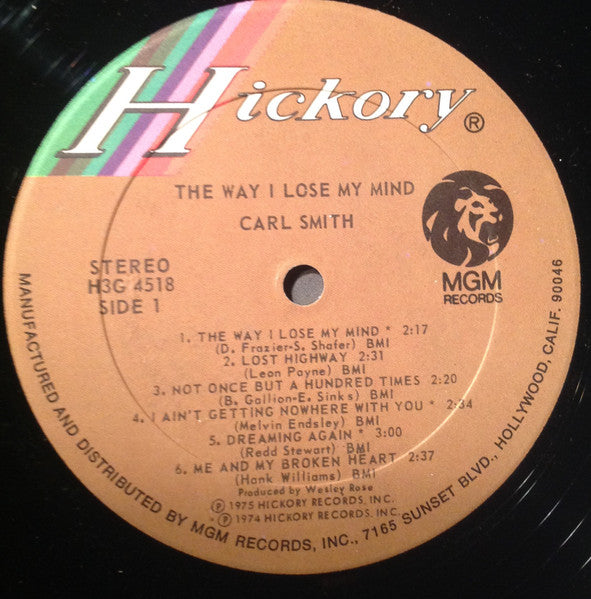 Hickory®
THE WAY I LOSE MY MIND
CARL SMITH
STEREO
H3G 4518
SIDE 1
MGM
RECORDS
1. THE WAY I LOSE MY MIND * 2:17
(D. Frazier-S. Shafer) BMI
2. LOST HIGHWAY 2:31
(Leon Payne) BMI
3. NOT ONCE BUT A HUNDRED TIMES 2:20
(B. Gallion-E. Sinks) BMI
4. I AIN'T GETTING NOWHERE WITH YOU * 2:34
(Melvin Endsley) BMI
5. DREAMING AGAIN * 3:00
(Redd Stewart) BMI
6. ME AND MY BROKEN HEART 2:37
(Hank Williams) BMI
Produced by Wesley Rose
℗ 1975 HICKORY RECORDS, INC.
*℗ 1974 HICKORY RECORDS, INC.
MANUFACTURED AND DISTRIBUTED BY MGM RECORDS, INC., 7165 SUNSET BLVD., HOLLYWOOD, CALIF. 90046